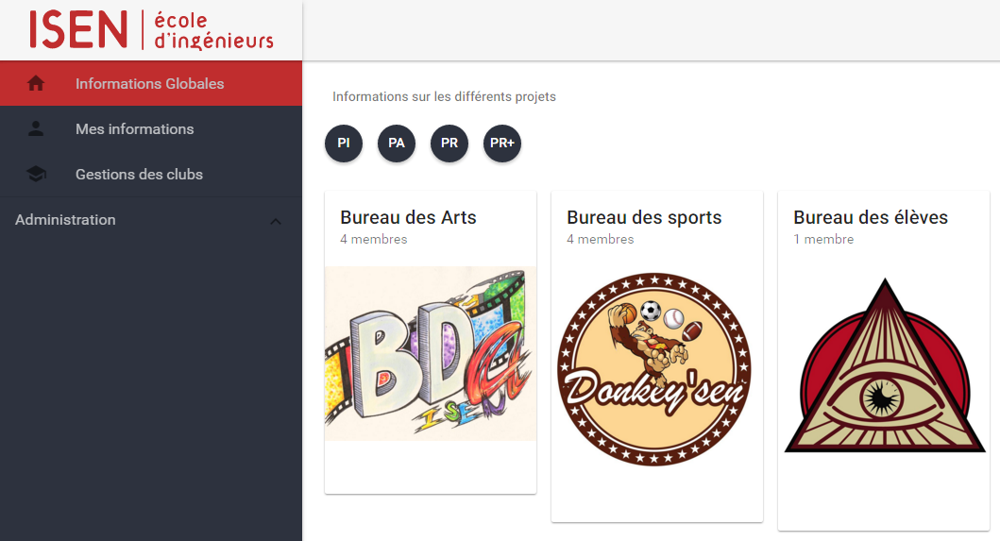 ISEN
école
d'ingénieurs
Informations Globales
Mes informations
Gestions des clubs
Administration
Informations sur les différents projets
PI PA PR PR+
Bureau des Arts
4 membres
BDa
ISEN
Bureau des sports
4 membres
Donkey'sen
Bureau des élèves
1 membre